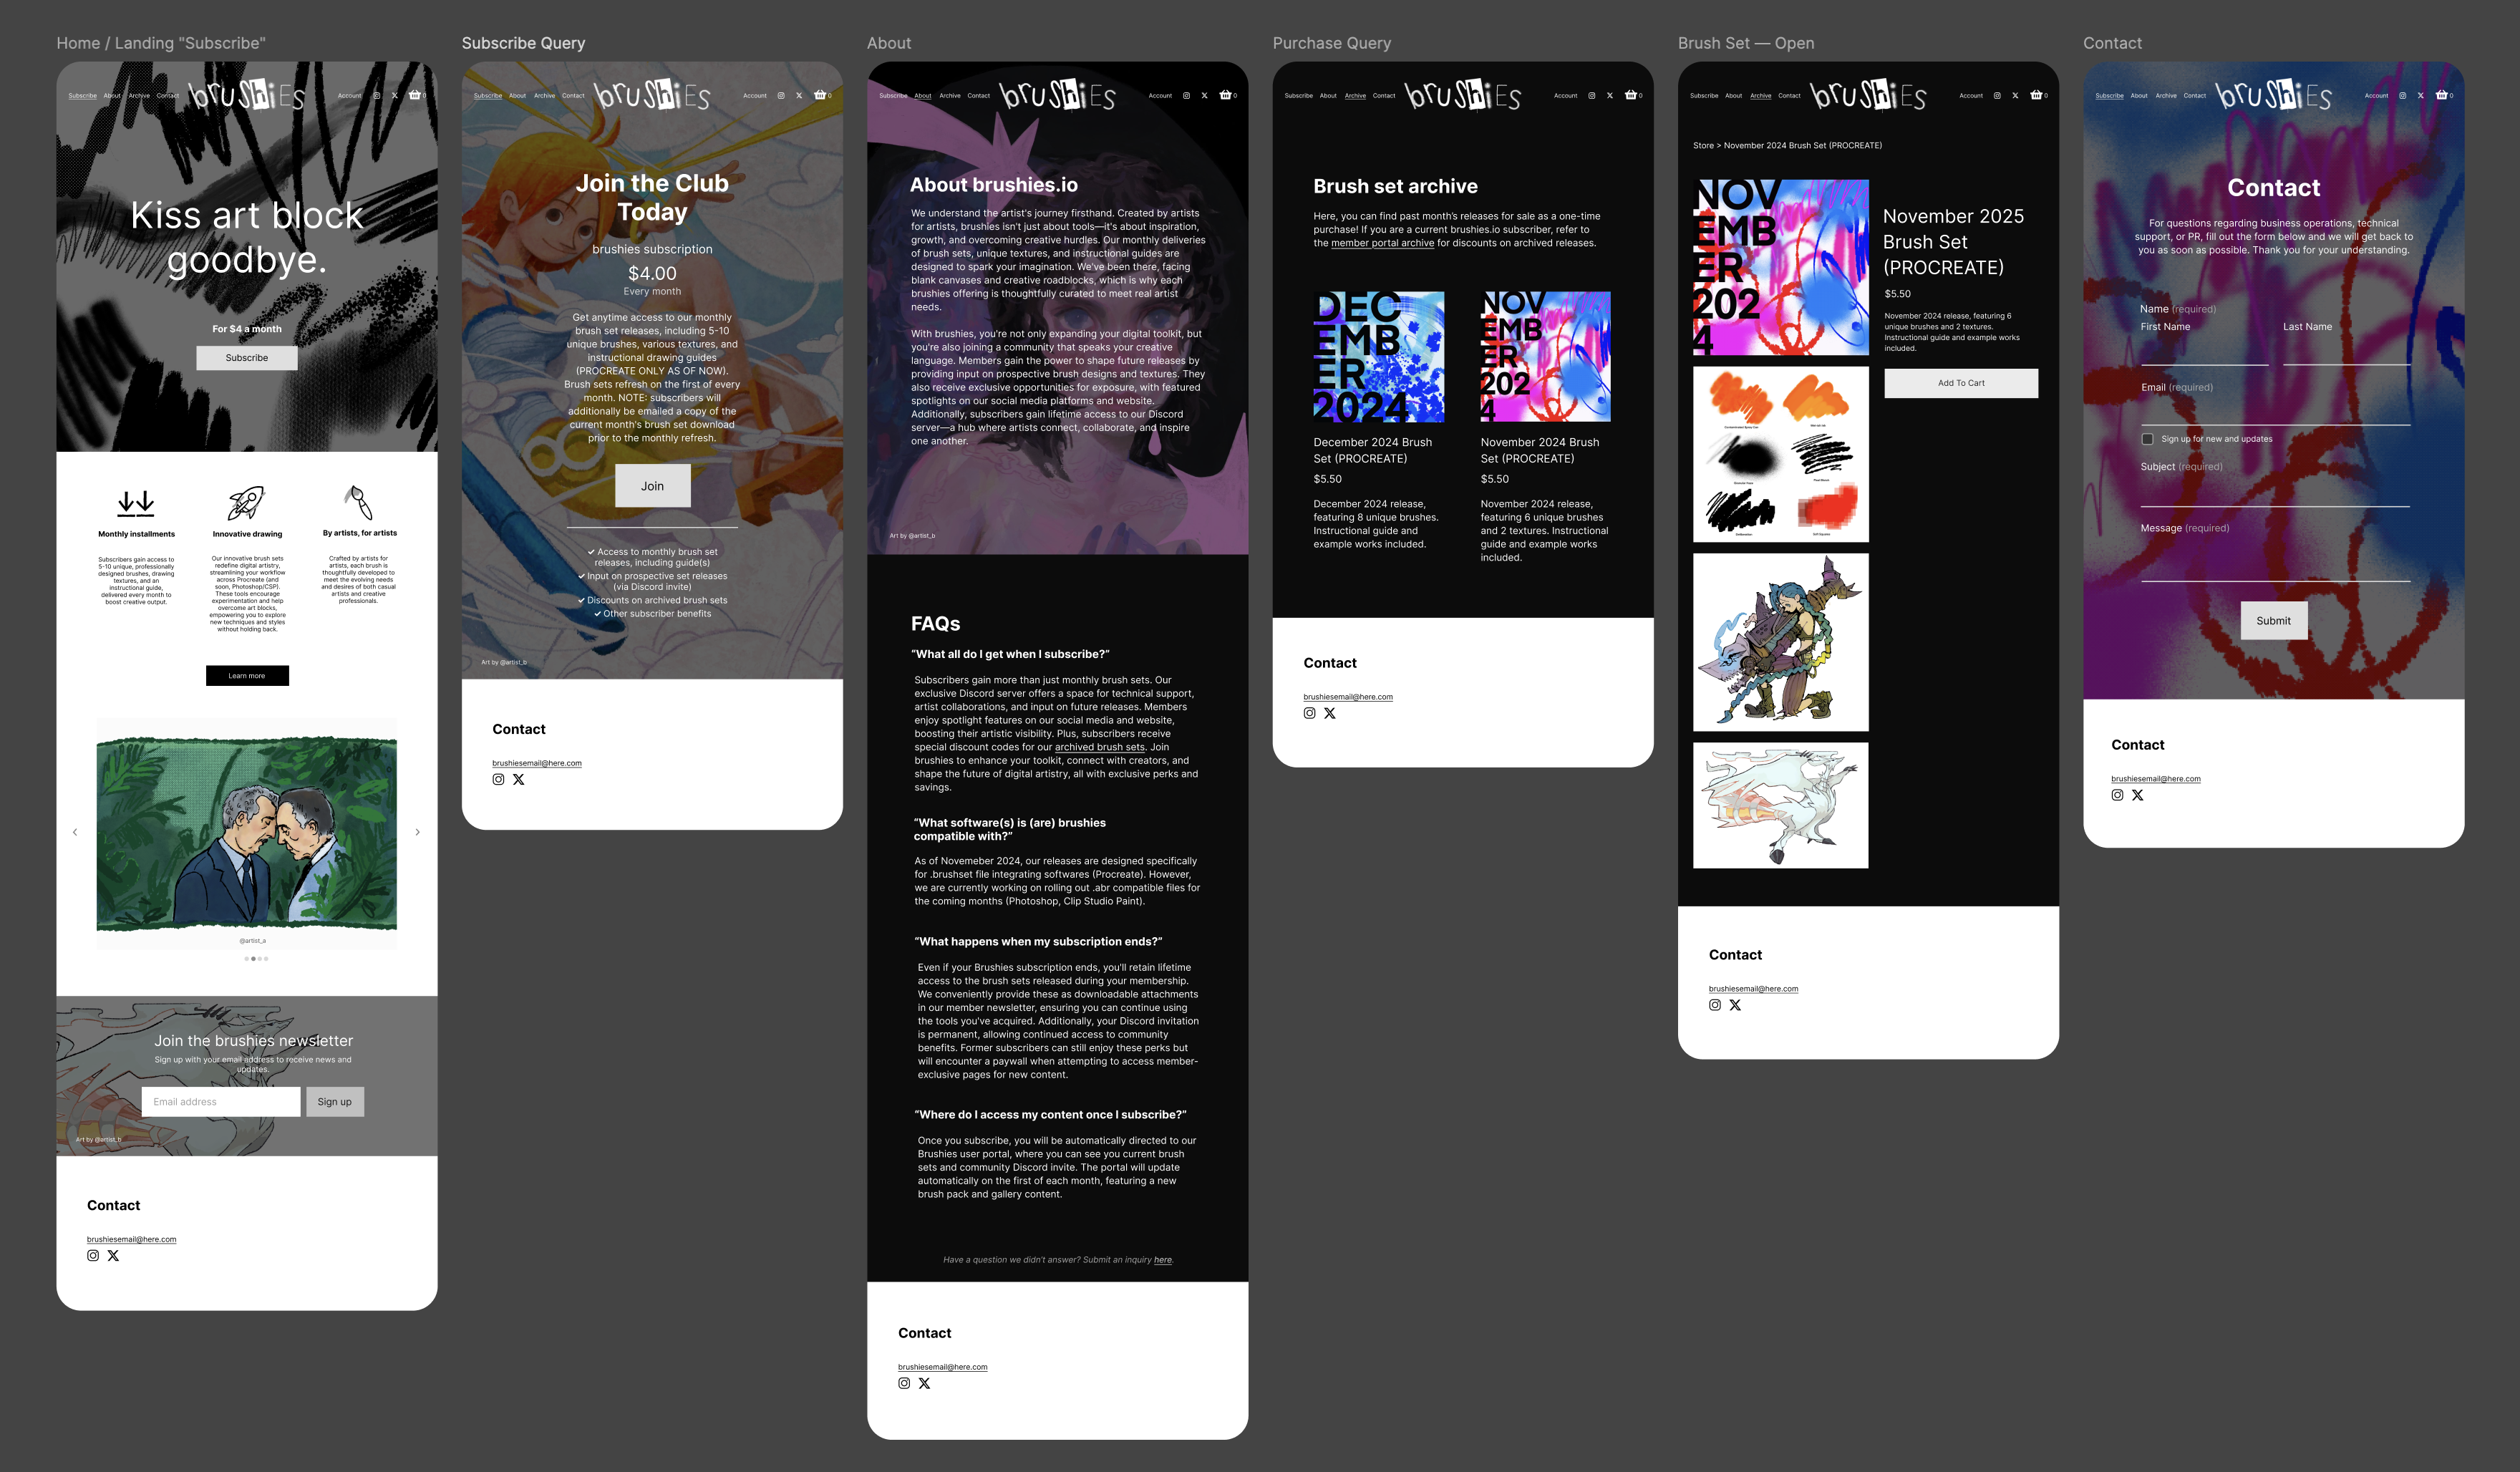 Home / Landing "Subscribe"
Subscribe About Archive Contact
brushies
Account 0
Kiss art block
goodbye.
For $4 a month
Subscribe
Monthly installments
Subscribers gain access to
5-10 unique, professionally
designed brushes, drawing
textures, and an
instructional guide,
delivered every month to
boost creative output.
Innovative drawing
Our innovative brush sets
redefine digital artistry,
streamlining your workflow
across Procreate (and
soon, Photoshop/CSP).
These tools encourage
experimentation and help
overcome art blocks,
empowering you to explore
new techniques and styles
without holding back.
By artists, for artists
Crafted by artists for
artists, each brush is
thoughtfully developed to
meet the evolving needs
and desires of both casual
artists and creative
professionals.
Learn more
@artist_a
Join the brushies newsletter
Sign up with your email address to receive news and
updates.
Email address
Sign up
Art by @artist_b
Contact
brushiesemail@here.com
Subscribe Query
Subscribe About Archive Contact
brushies
Account 0
Join the Club
Today
brushies subscription
$4.00
Every month
Get anytime access to our monthly
brush set releases, including 5-10
unique brushes, various textures, and
instructional drawing guides
(PROCREATE ONLY AS OF NOW).
Brush sets refresh on the first of every
month. NOTE: subscribers will
additionally be emailed a copy of the
current month's brush set download
prior to the monthly refresh.
Join
✓ Access to monthly brush set
releases, including guide(s)
✓ Input on prospective set releases
(via Discord invite)
✓ Discounts on archived brush sets
✓ Other subscriber benefits
Art by @artist_b
Contact
brushiesemail@here.com
About
Subscribe About Archive Contact
brushies
Account 0
About brushies.io
We understand the artist's journey firsthand. Created by artists
for artists, brushies isn't just about tools—it's about inspiration,
growth, and overcoming creative hurdles. Our monthly deliveries
of brush sets, unique textures, and instructional guides are
designed to spark your imagination. We've been there, facing
blank canvases and creative roadblocks, which is why each
brushies offering is thoughtfully curated to meet real artist
needs.
With brushies, you're not only expanding your digital toolkit, but
you're also joining a community that speaks your creative
language. Members gain the power to shape future releases by
providing input on prospective brush designs and textures. They
also receive exclusive opportunities for exposure, with featured
spotlights on our social media platforms and website.
Additionally, subscribers gain lifetime access to our Discord
server—a hub where artists connect, collaborate, and inspire
one another.
Art by @artist_b
FAQs
“What all do I get when I subscribe?”
Subscribers gain more than just monthly brush sets. Our
exclusive Discord server offers a space for technical support,
artist collaborations, and input on future releases. Members
enjoy spotlight features on our social media and website,
boosting their artistic visibility. Plus, subscribers receive
special discount codes for our archived brush sets. Join
brushies to enhance your toolkit, connect with creators, and
shape the future of digital artistry, all with exclusive perks and
savings.
“What software(s) is (are) brushies
compatible with?”
As of Novemeber 2024, our releases are designed specifically
for .brushset file integrating softwares (Procreate). However,
we are currently working on rolling out .abr compatible files for
the coming months (Photoshop, Clip Studio Paint).
“What happens when my subscription ends?”
Even if your Brushies subscription ends, you'll retain lifetime
access to the brush sets released during your membership.
We conveniently provide these as downloadable attachments
in our member newsletter, ensuring you can continue using
the tools you've acquired. Additionally, your Discord invitation
is permanent, allowing continued access to community
benefits. Former subscribers can still enjoy these perks but
will encounter a paywall when attempting to access member-
exclusive pages for new content.
“Where do I access my content once I subscribe?”
Once you subscribe, you will be automatically directed to our
Brushies user portal, where you can see you current brush
sets and community Discord invite. The portal will update
automatically on the first of each month, featuring a new
brush pack and gallery content.
Have a question we didn't answer? Submit an inquiry here.
Contact
brushiesemail@here.com
Purchase Query
Subscribe About Archive Contact
brushies
Account 0
Brush set archive
Here, you can find past month's releases for sale as a one-time
purchase! If you are a current brushies.io subscriber, refer to
the member portal archive for discounts on archived releases.
DEC
EMB
ER
2024
December 2024 Brush
Set (PROCREATE)
$5.50
December 2024 release,
featuring 8 unique brushes.
Instructional guide and
example works included.
NOV
EMB
ER
202
4
November 2024 Brush
Set (PROCREATE)
$5.50
November 2024 release,
featuring 6 unique brushes
and 2 textures. Instructional
guide and example works
included.
Contact
brushiesemail@here.com
Brush Set — Open
Subscribe About Archive Contact
brushies
Account 0
Store > November 2024 Brush Set (PROCREATE)
NOV
EMB
ER
202
4
November 2025
Brush Set
(PROCREATE)
$5.50
November 2024 release, featuring 6
unique brushes and 2 textures.
Instructional guide and example works
included.
Add To Cart
Contact
brushiesemail@here.com
Contact
Subscribe About Archive Contact
brushies
Account 0
Contact
For questions regarding business operations, technical
support, or PR, fill out the form below and we will get back to
you as soon as possible. Thank you for your understanding.
Name (required)
First Name Last Name
Email (required)
Sign up for new and updates
Subject (required)
Message (required)
Submit
Contact
brushiesemail@here.com